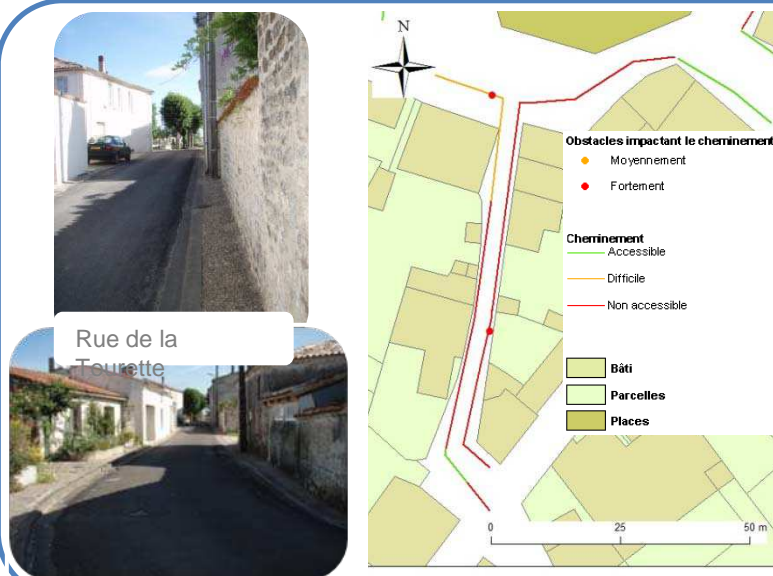 Rue de la
Tourette
N
Obstacles impactant le cheminement
Moyennement
Fortement
Cheminement
Accessible
Difficile
Non accessible
Bâti
Parcelles
Places
0 25 50 m